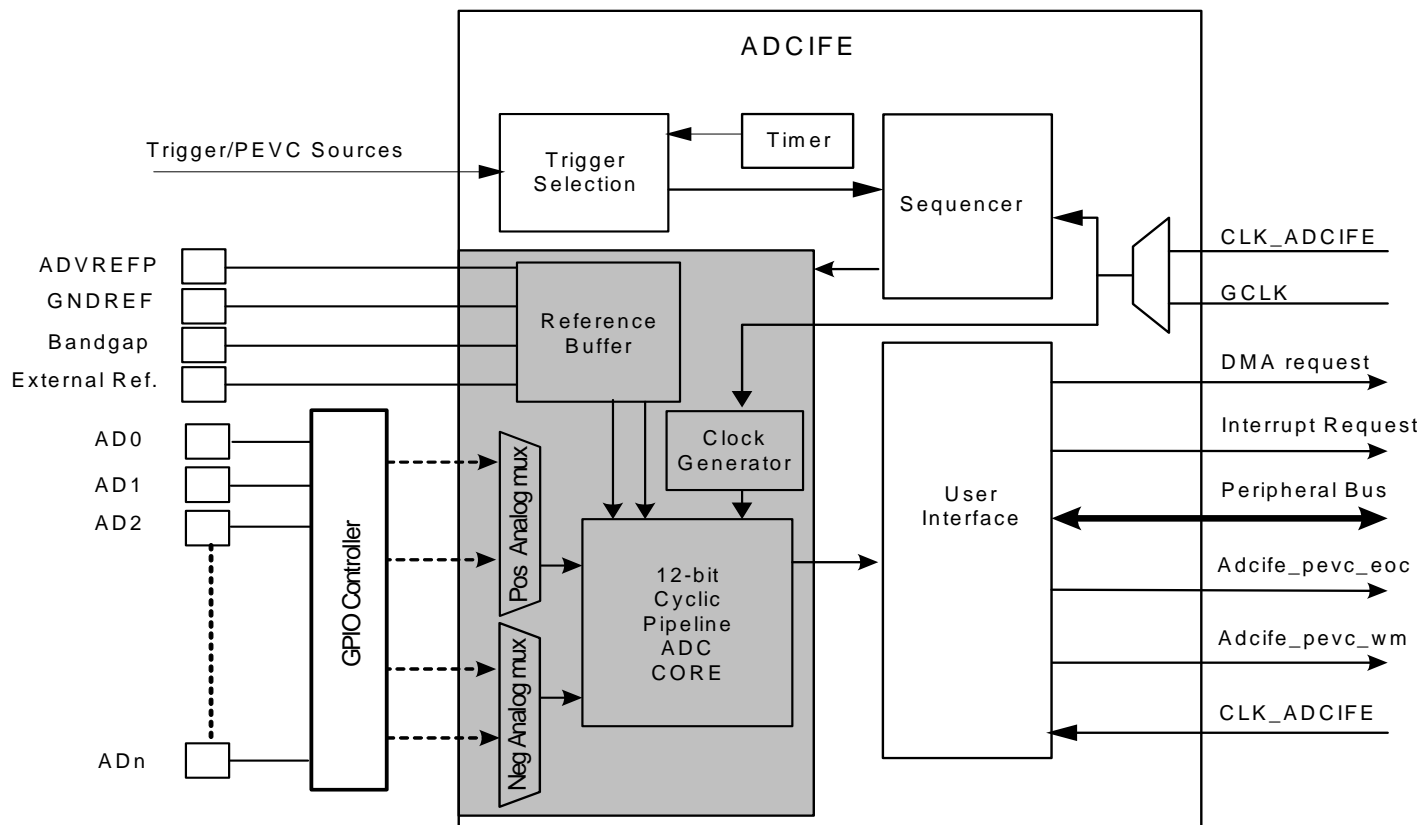 ADCIFE
Trigger/PEVC Sources
Trigger
Selection
Timer
Sequencer
CLK_ADCIFE
GCLK
ADVREFP
GNDREF
Bandgap
External Ref.
Reference
Buffer
AD0
AD1
AD2
ADn
GPIO Controller
Pos Analog mux
Neg Analog mux
Clock
Generator
12-bit
Cyclic
Pipeline
ADC
CORE
User
Interface
DMA request
Interrupt Request
Peripheral Bus
Adcife_pevc_eoc
Adcife_pevc_wm
CLK_ADCIFE